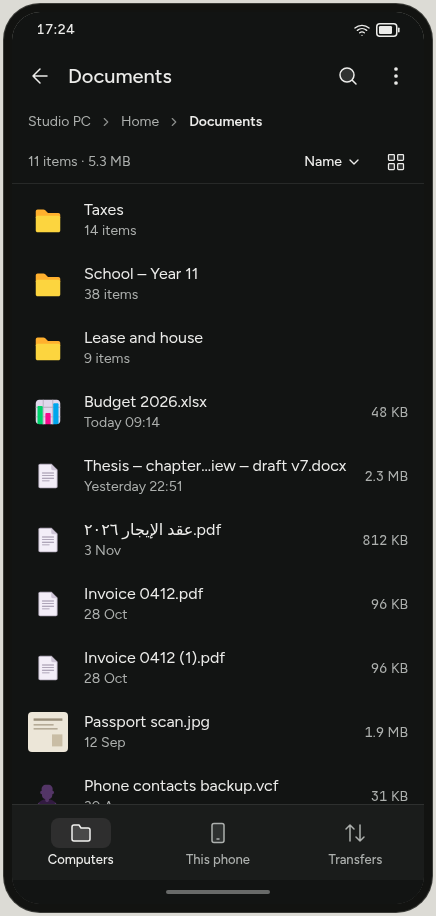 17:24
Documents
Studio PC > Home > Documents
11 items · 5.3 MB
Name
Taxes
14 items
School – Year 11
38 items
Lease and house
9 items
Budget 2026.xlsx
Today 09:14
48 KB
Thesis – chapter...iew – draft v7.docx
Yesterday 22:51
2.3 MB
عقد الإيجار ٢٠٢٦.pdf
3 Nov
812 KB
Invoice 0412.pdf
28 Oct
96 KB
Invoice 0412 (1).pdf
28 Oct
96 KB
Passport scan.jpg
12 Sep
1.9 MB
Phone contacts backup.vcf
31 KB
Computers
This phone
Transfers